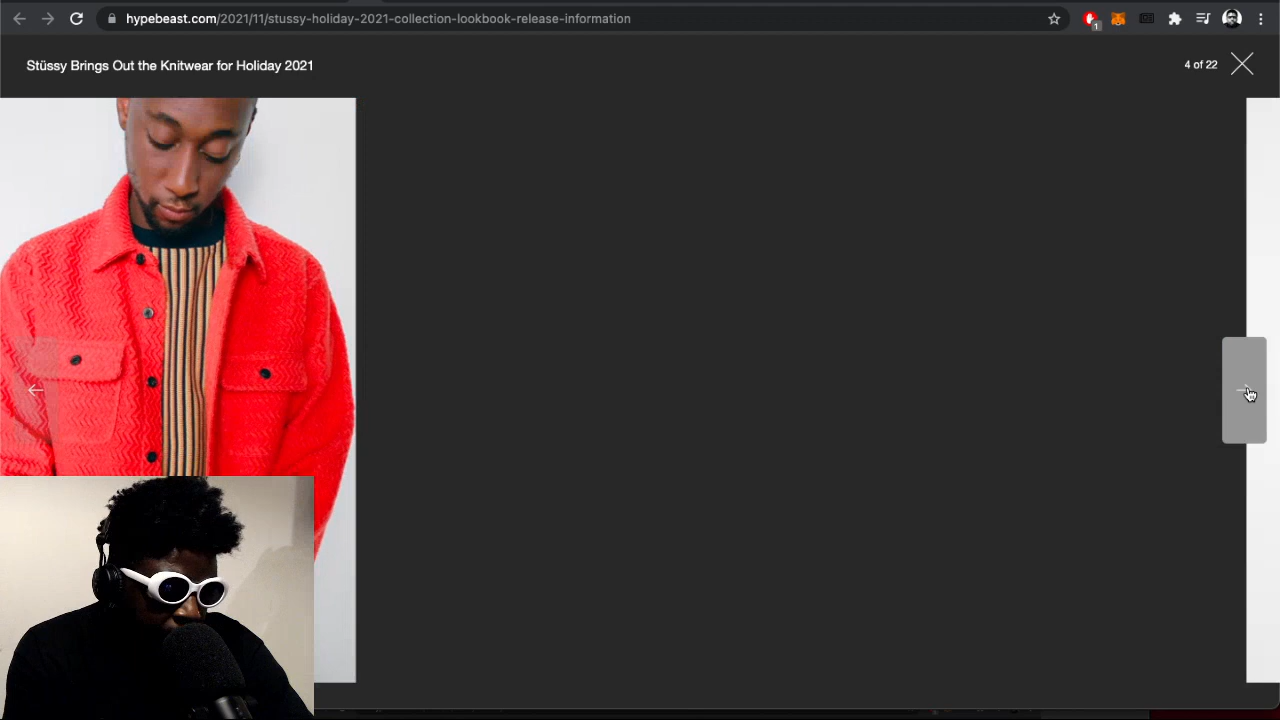 hypebeast.com/2021/11/stussy-holiday-2021-collection-lookbook-release-information
1
Stüssy Brings Out the Knitwear for Holiday 2021
4 of 22